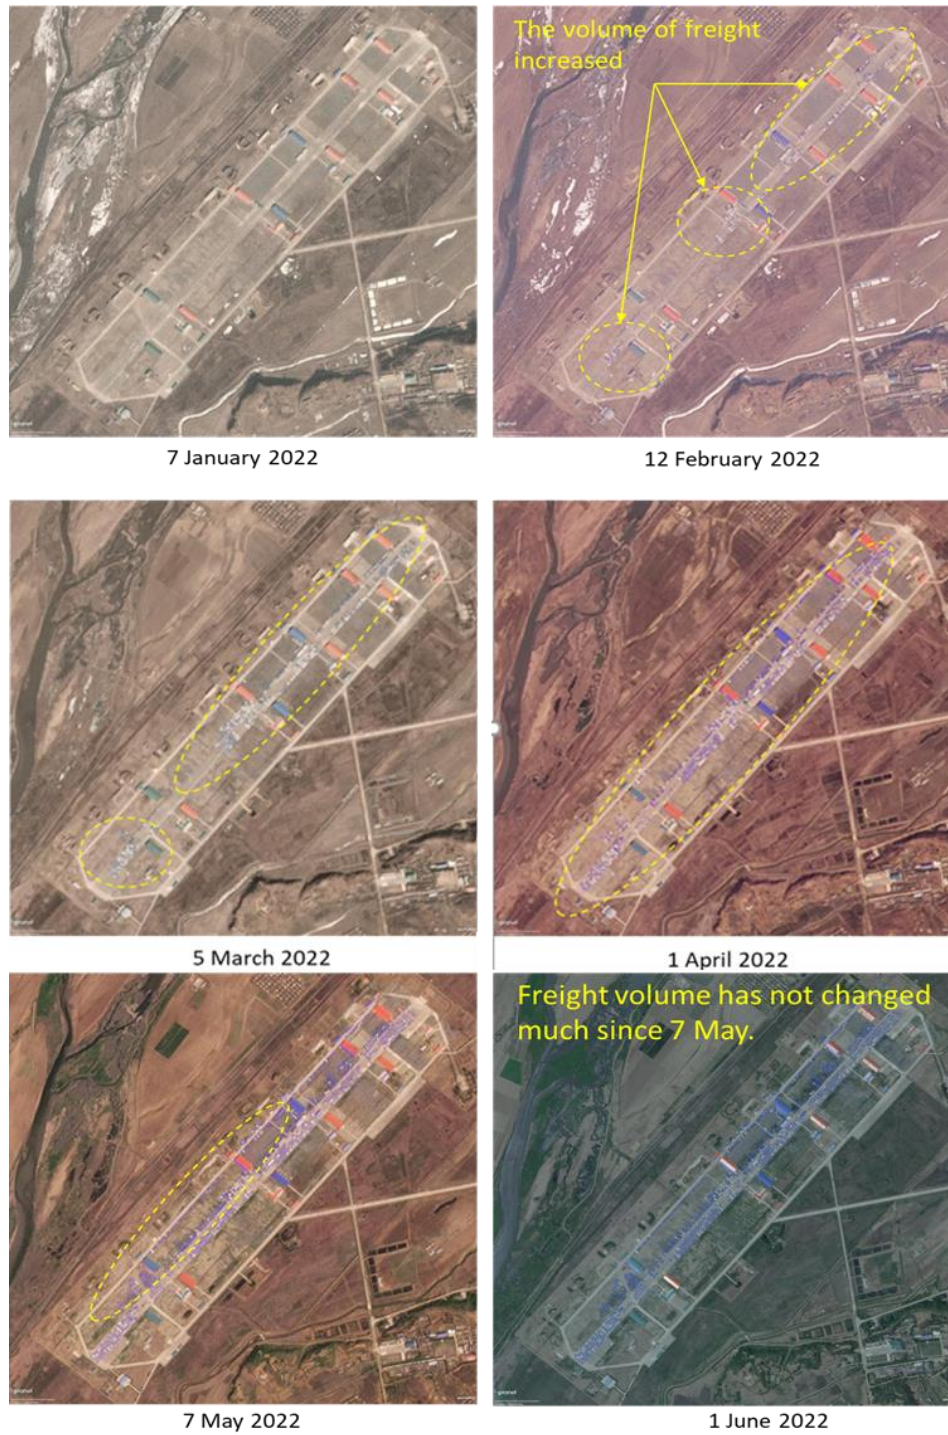 The volume of freight
increased
7 January 2022
12 February 2022
5 March 2022
1 April 2022
Freight volume has not changed
much since 7 May.
7 May 2022
1 June 2022